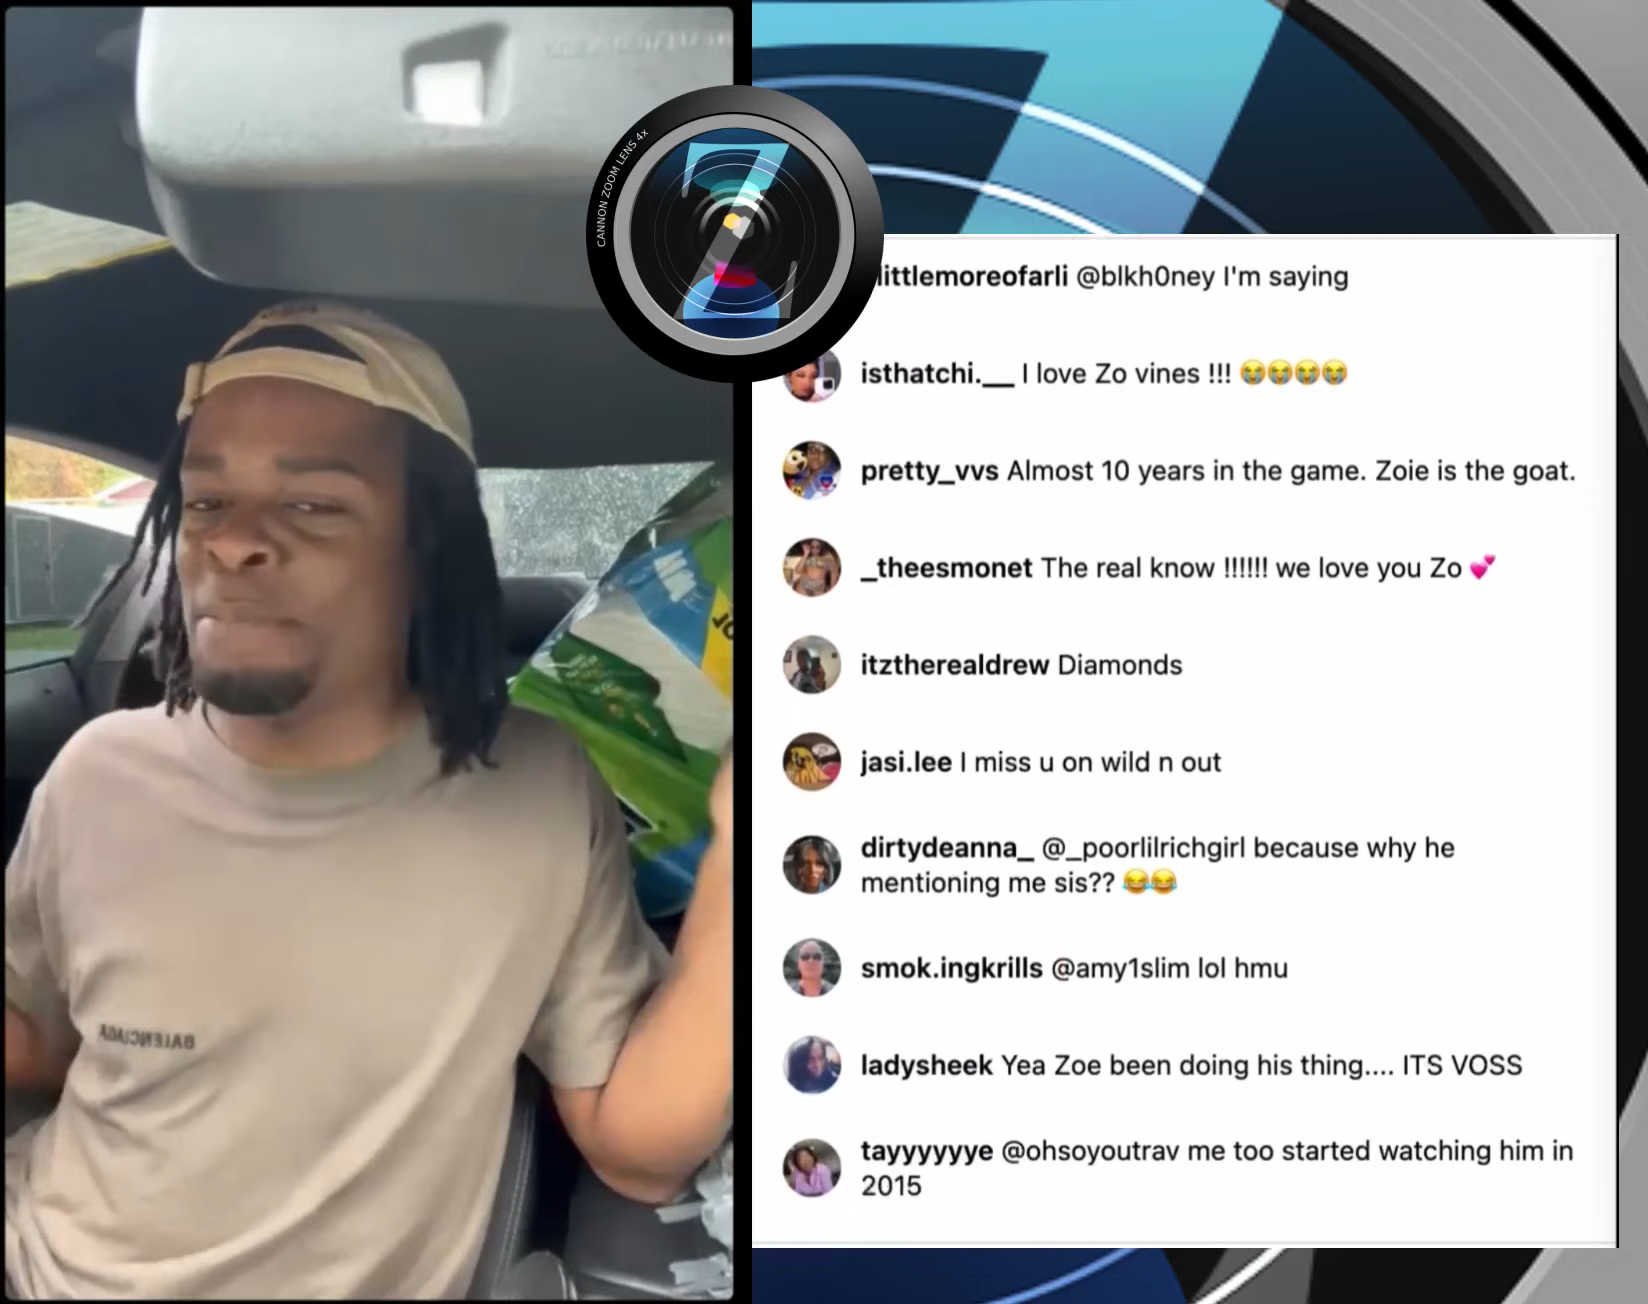 CANNON ZOOM LENS 4x
littlemoreofarli @blkh0ney I'm saying
isthatchi.__ I love Zo vines !!! 😭😭😭😭
pretty_vvs Almost 10 years in the game. Zoie is the goat.
_theesmonet The real know !!!!!! we love you Zo 💕
itztherealdrew Diamonds
jasi.lee I miss u on wild n out
dirtydeanna_ @_poorlilrichgirl because why he
mentioning me sis?? 😂😂
smok.ingkrills @amy1slim lol hmu
BALENCIAGA
ladysheek Yea Zoe been doing his thing.... ITS VOSS
tayyyyyye @ohsoyoutrav me too started watching him in
2015